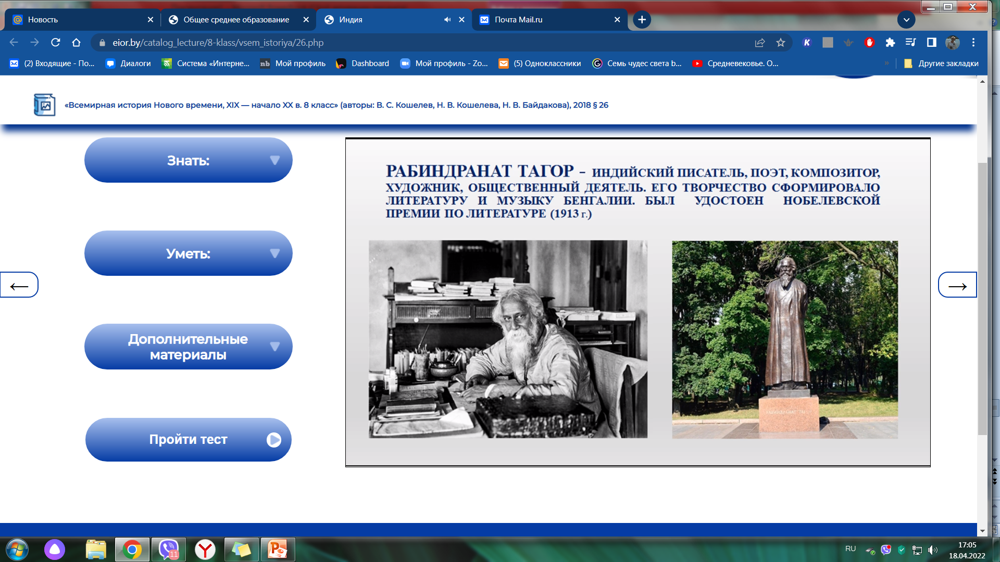 Новость
Общее среднее образование
Индия
Почта Mail.ru
eior.by/catalog_lecture/8-klass/vsem_istoriya/26.php
(2) Входящие - По...
Диалоги
Система «Интерне...
nb
Мой профиль
Dashboard
Мой профиль - Zo...
(5) Одноклассники
Семь чудес света b...
Средневековье. О...
»
Другие закладки
«Всемирная история Нового времени, XIX — начало XX в. 8 класс» (авторы: В. С. Кошелев, Н. В. Кошелева, Н. В. Байдакова), 2018 § 26
Знать:
Уметь:
Дополнительные
материалы
Пройти тест
РАБИНДРАНАТ ТАГОР – ИНДИЙСКИЙ ПИСАТЕЛЬ, ПОЭТ, КОМПОЗИТОР,
ХУДОЖНИК, ОБЩЕСТВЕННЫЙ ДЕЯТЕЛЬ. ЕГО ТВОРЧЕСТВО СФОРМИРОВАЛО
ЛИТЕРАТУРУ И МУЗЫКУ БЕНГАЛИИ. БЫЛ УДОСТОЕН НОБЕЛЕВСКОЙ
ПРЕМИИ ПО ЛИТЕРАТУРЕ (1913 г.)
РАБИНДРАНАТ ТАГОР
11
RU
17:05
18.04.2022